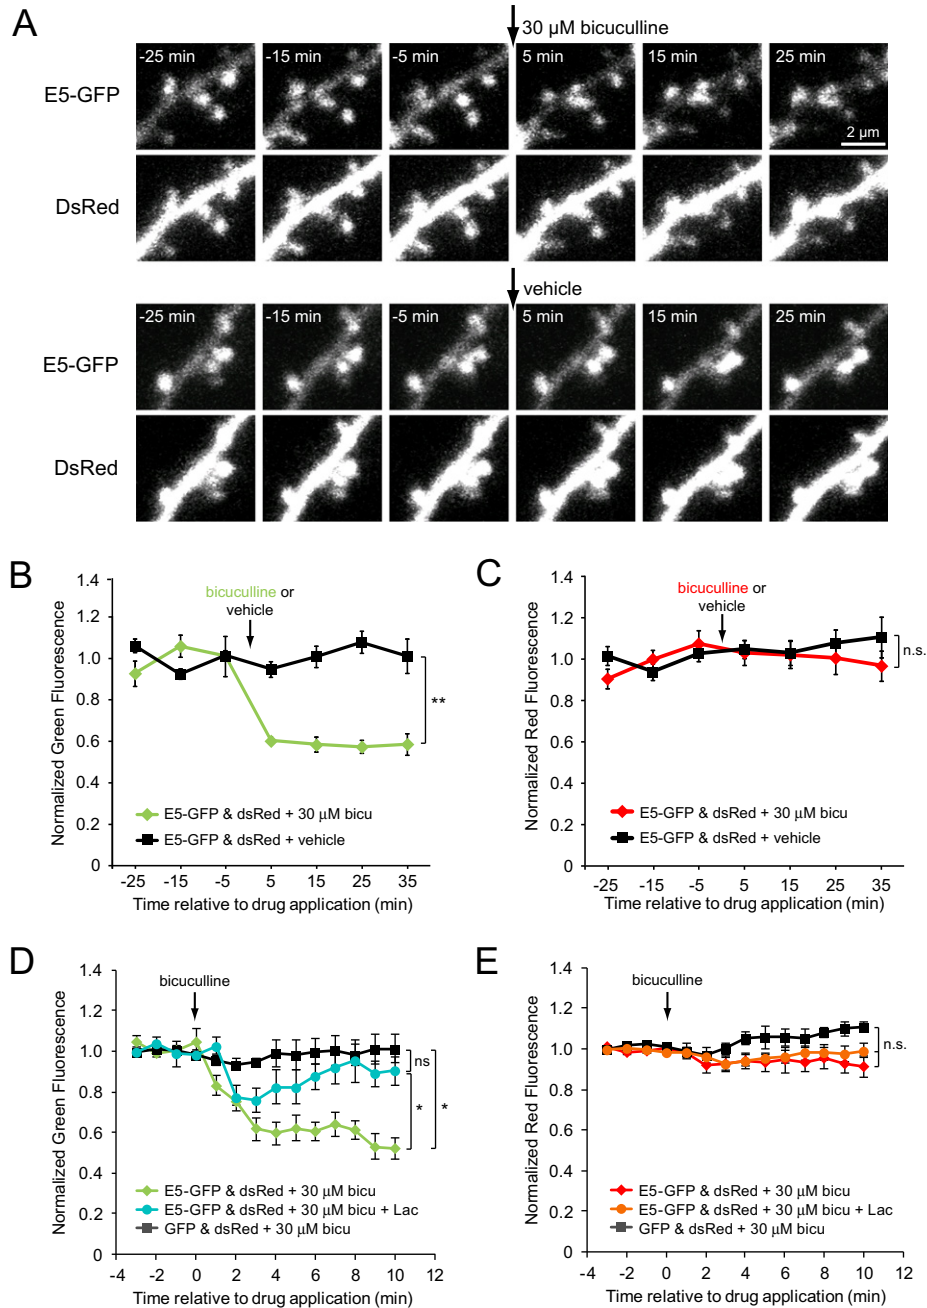 A
30 µM bicuculline
E5-GFP
-25 min
-15 min
-5 min
5 min
15 min
25 min
2 µm
DsRed
vehicle
E5-GFP
-25 min
-15 min
-5 min
5 min
15 min
25 min
DsRed
B
Normalized Green Fluorescence
1.4
1.2
1.0
0.8
0.6
0.4
0.2
0
bicuculline or
vehicle
**
E5-GFP & dsRed + 30 µM bicu
E5-GFP & dsRed + vehicle
-25 -15 -5 5 15 25 35
Time relative to drug application (min)
C
Normalized Red Fluorescence
1.4
1.2
1.0
0.8
0.6
0.4
0.2
0
bicuculline or
vehicle
n.s.
E5-GFP & dsRed + 30 µM bicu
E5-GFP & dsRed + vehicle
-25 -15 -5 5 15 25 35
Time relative to drug application (min)
D
Normalized Green Fluorescence
1.4
1.2
1.0
0.8
0.6
0.4
0.2
0
bicuculline
ns
*
*
E5-GFP & dsRed + 30 µM bicu
E5-GFP & dsRed + 30 µM bicu + Lac
GFP & dsRed + 30 µM bicu
-4 -2 0 2 4 6 8 10 12
Time relative to drug application (min)
E
Normalized Red Fluorescence
1.4
1.2
1.0
0.8
0.6
0.4
0.2
0
bicuculline
n.s.
E5-GFP & dsRed + 30 µM bicu
E5-GFP & dsRed + 30 µM bicu + Lac
GFP & dsRed + 30 µM bicu
-4 -2 0 2 4 6 8 10 12
Time relative to drug application (min)